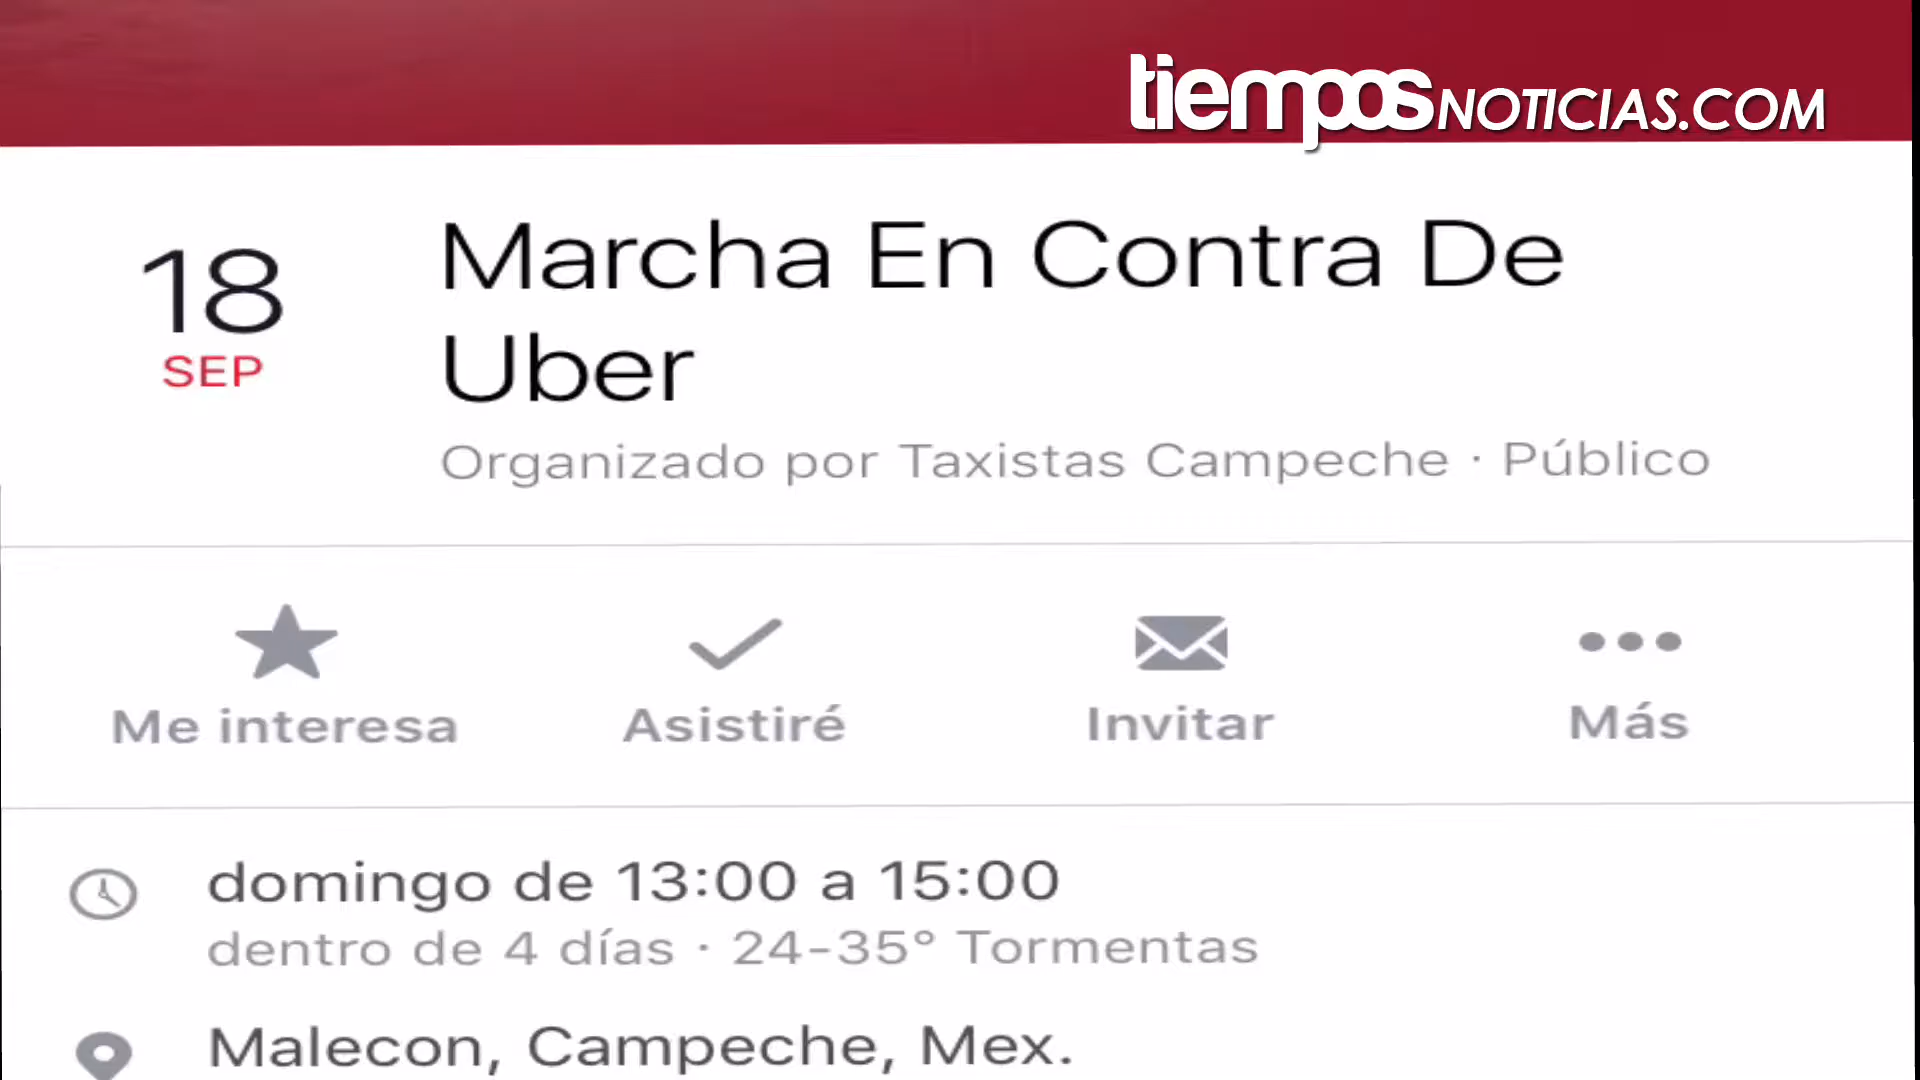 tiemposNOTICIAS.COM
18
SEP
Marcha En Contra De
Uber
Organizado por Taxistas Campeche · Público
Me interesa
Asistiré
Invitar
Más
domingo de 13:00 a 15:00
dentro de 4 días · 24-35° Tormentas
Malecon, Campeche, Mex.